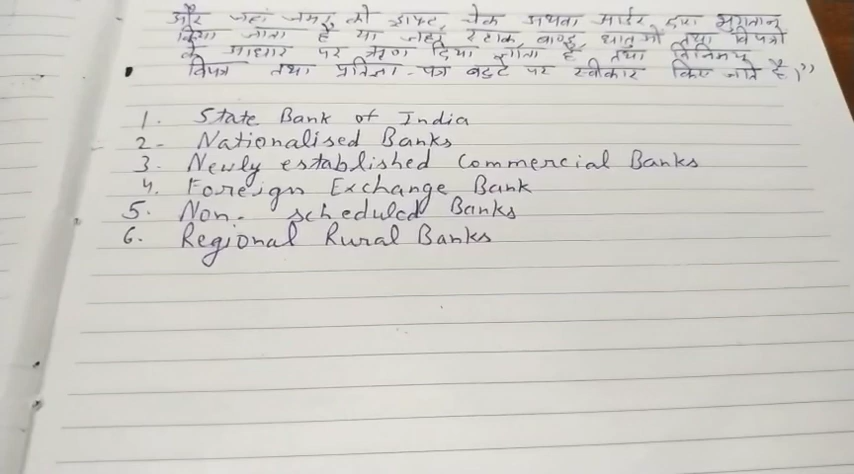 और जहां जमा की ड्राफ्ट, चेक अथवा आर्डर द्वारा भुगतान
किया जाता है या जहां स्टाक, बाण्ड, धातुओं तथा विपत्रों
के आधार पर ऋण दिया जाता है तथा विनिमय
विपत्र तथा प्रतिज्ञा-पत्र बट्टे पर स्वीकार किए जाते है।"
1. State Bank of India
2- Nationalised Banks
3. Newly established Commercial Banks
4. Foreign Exchange Bank
5. Non- scheduled Banks
6. Regional Rural Banks